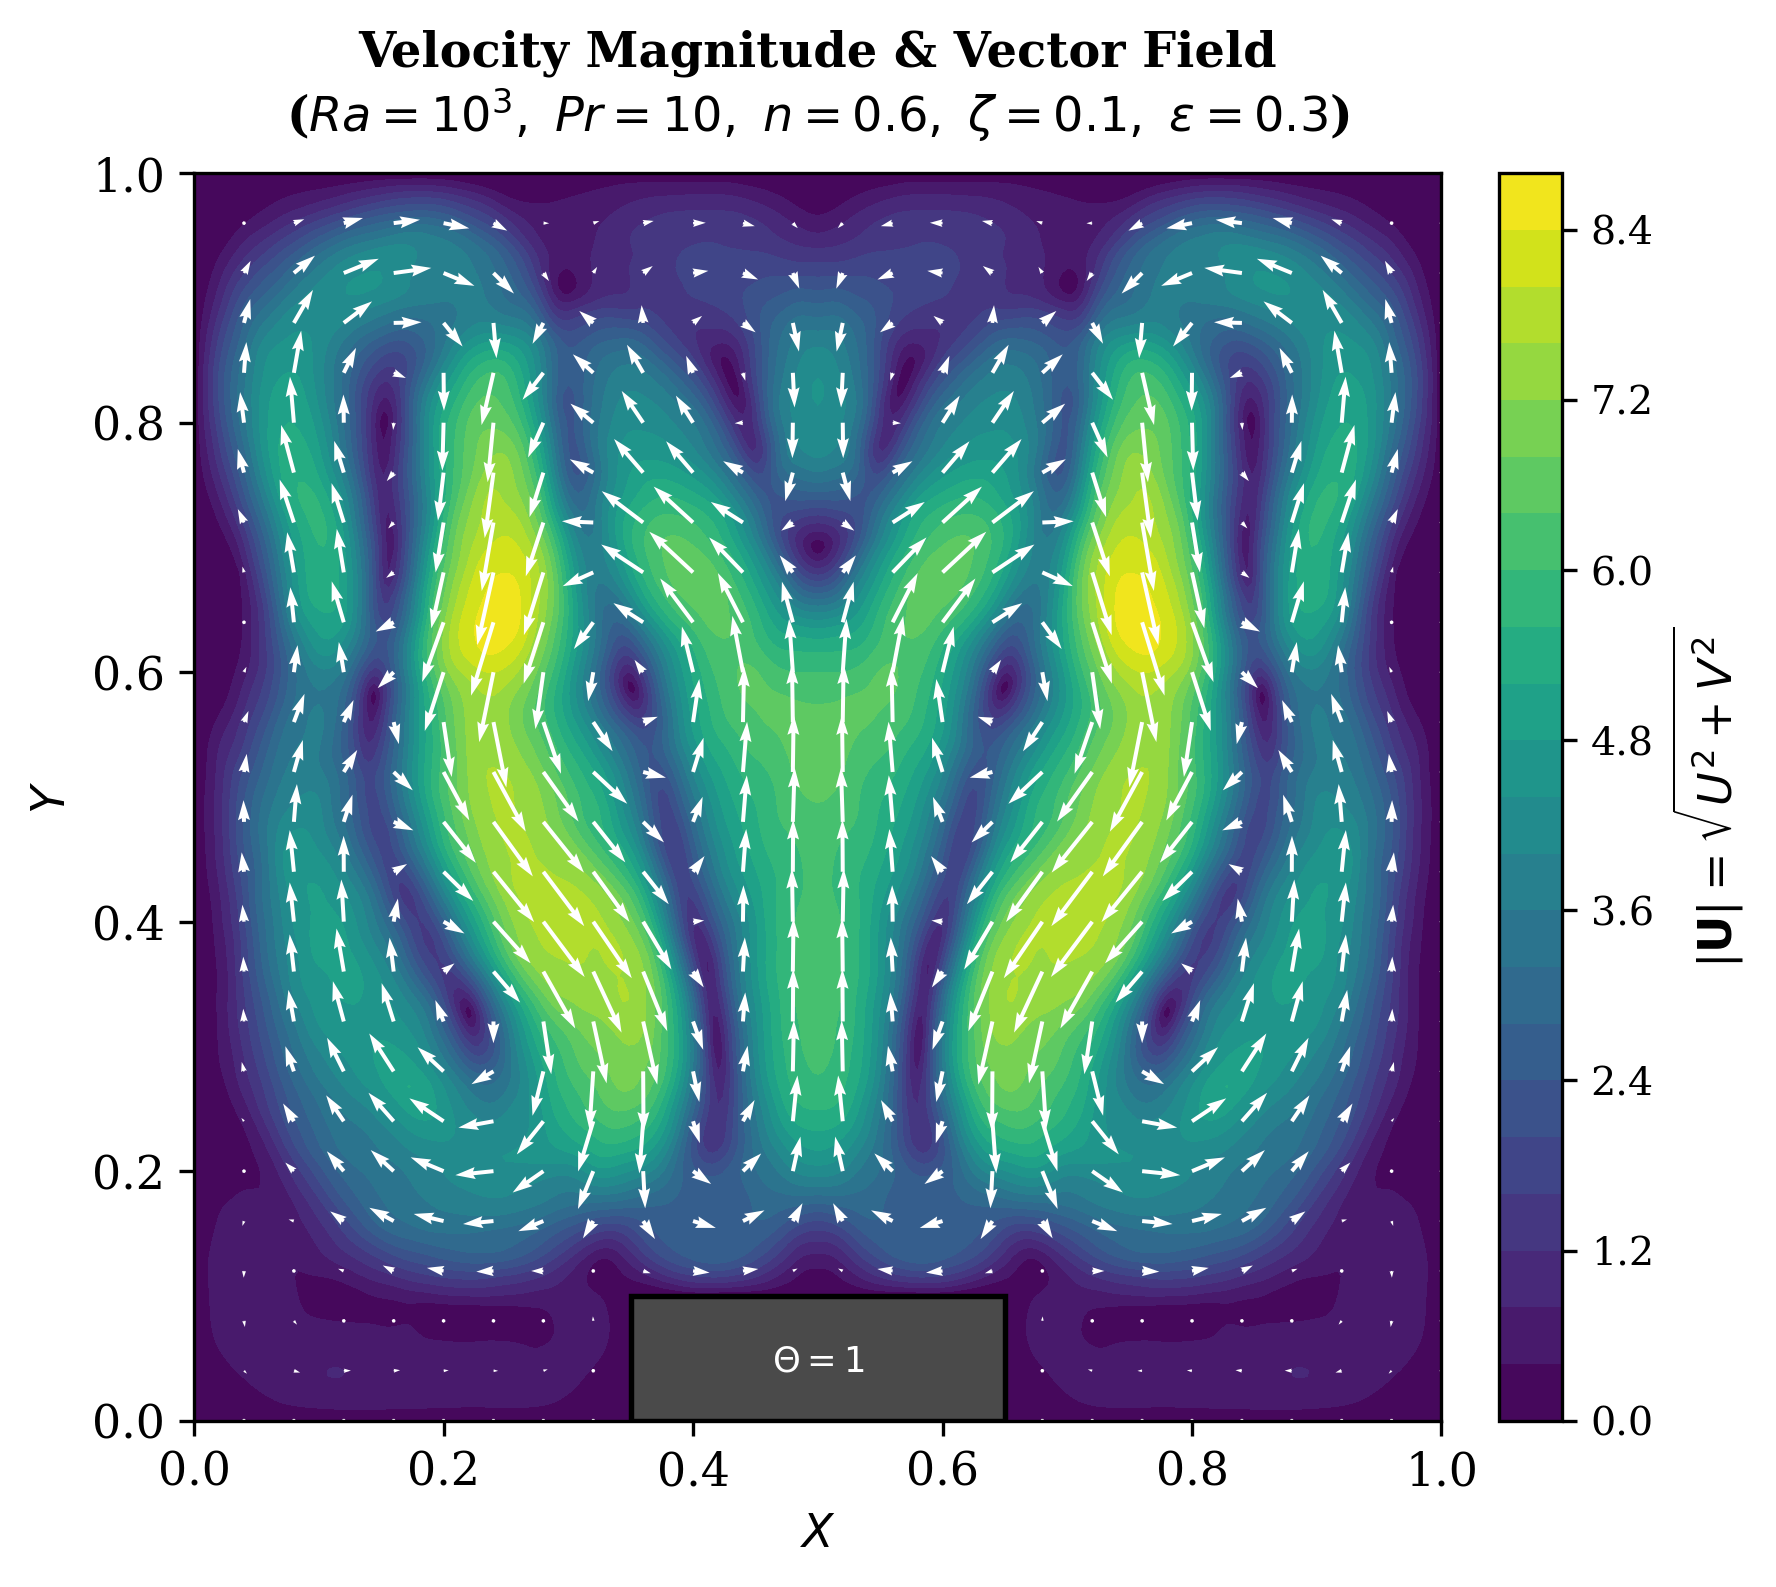 Velocity Magnitude & Vector Field
(Ra = 10³, Pr = 10, n = 0.6, ζ = 0.1, ε = 0.3)
1.0
0.8
0.6
0.4
0.2
0.0
Y
Θ = 1
0.0 0.2 0.4 0.6 0.8 1.0
X
8.4
7.2
6.0
4.8
3.6
2.4
1.2
0.0
|U| = √U² + V²